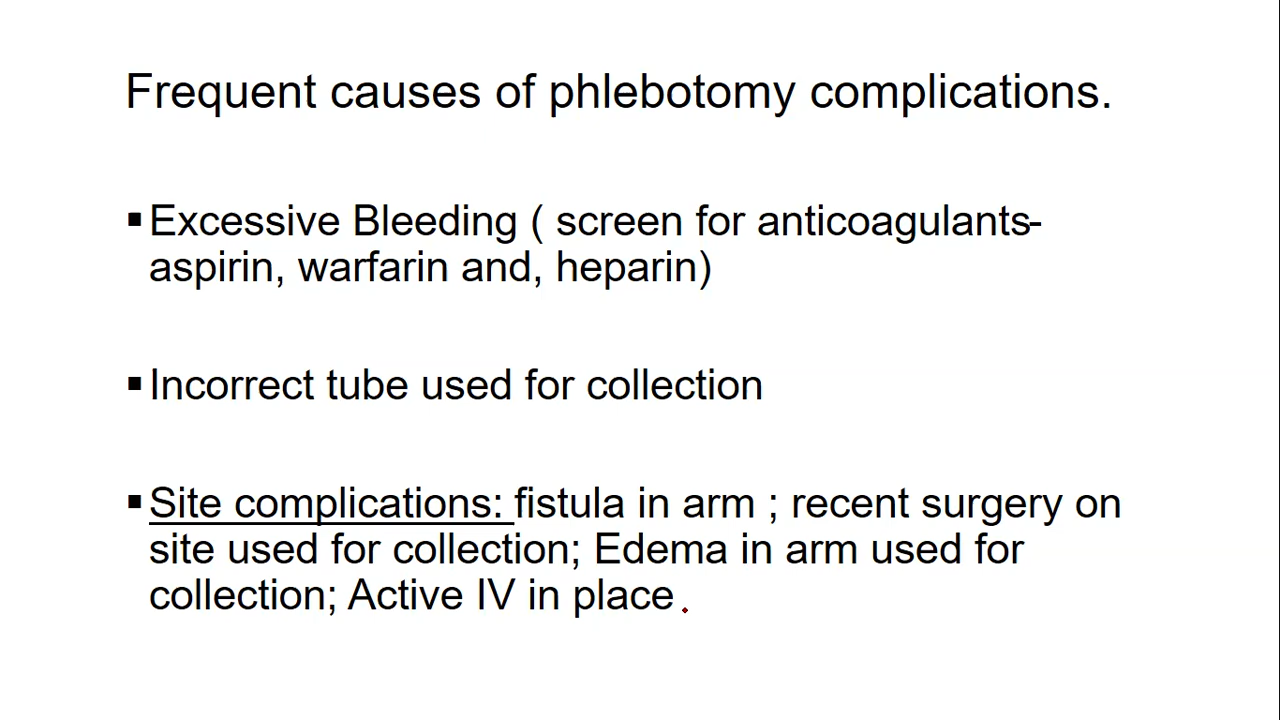 Frequent causes of phlebotomy complications.
▪Excessive Bleeding ( screen for anticoagulants-
aspirin, warfarin and, heparin)
▪Incorrect tube used for collection
▪Site complications: fistula in arm ; recent surgery on
site used for collection; Edema in arm used for
collection; Active IV in place.